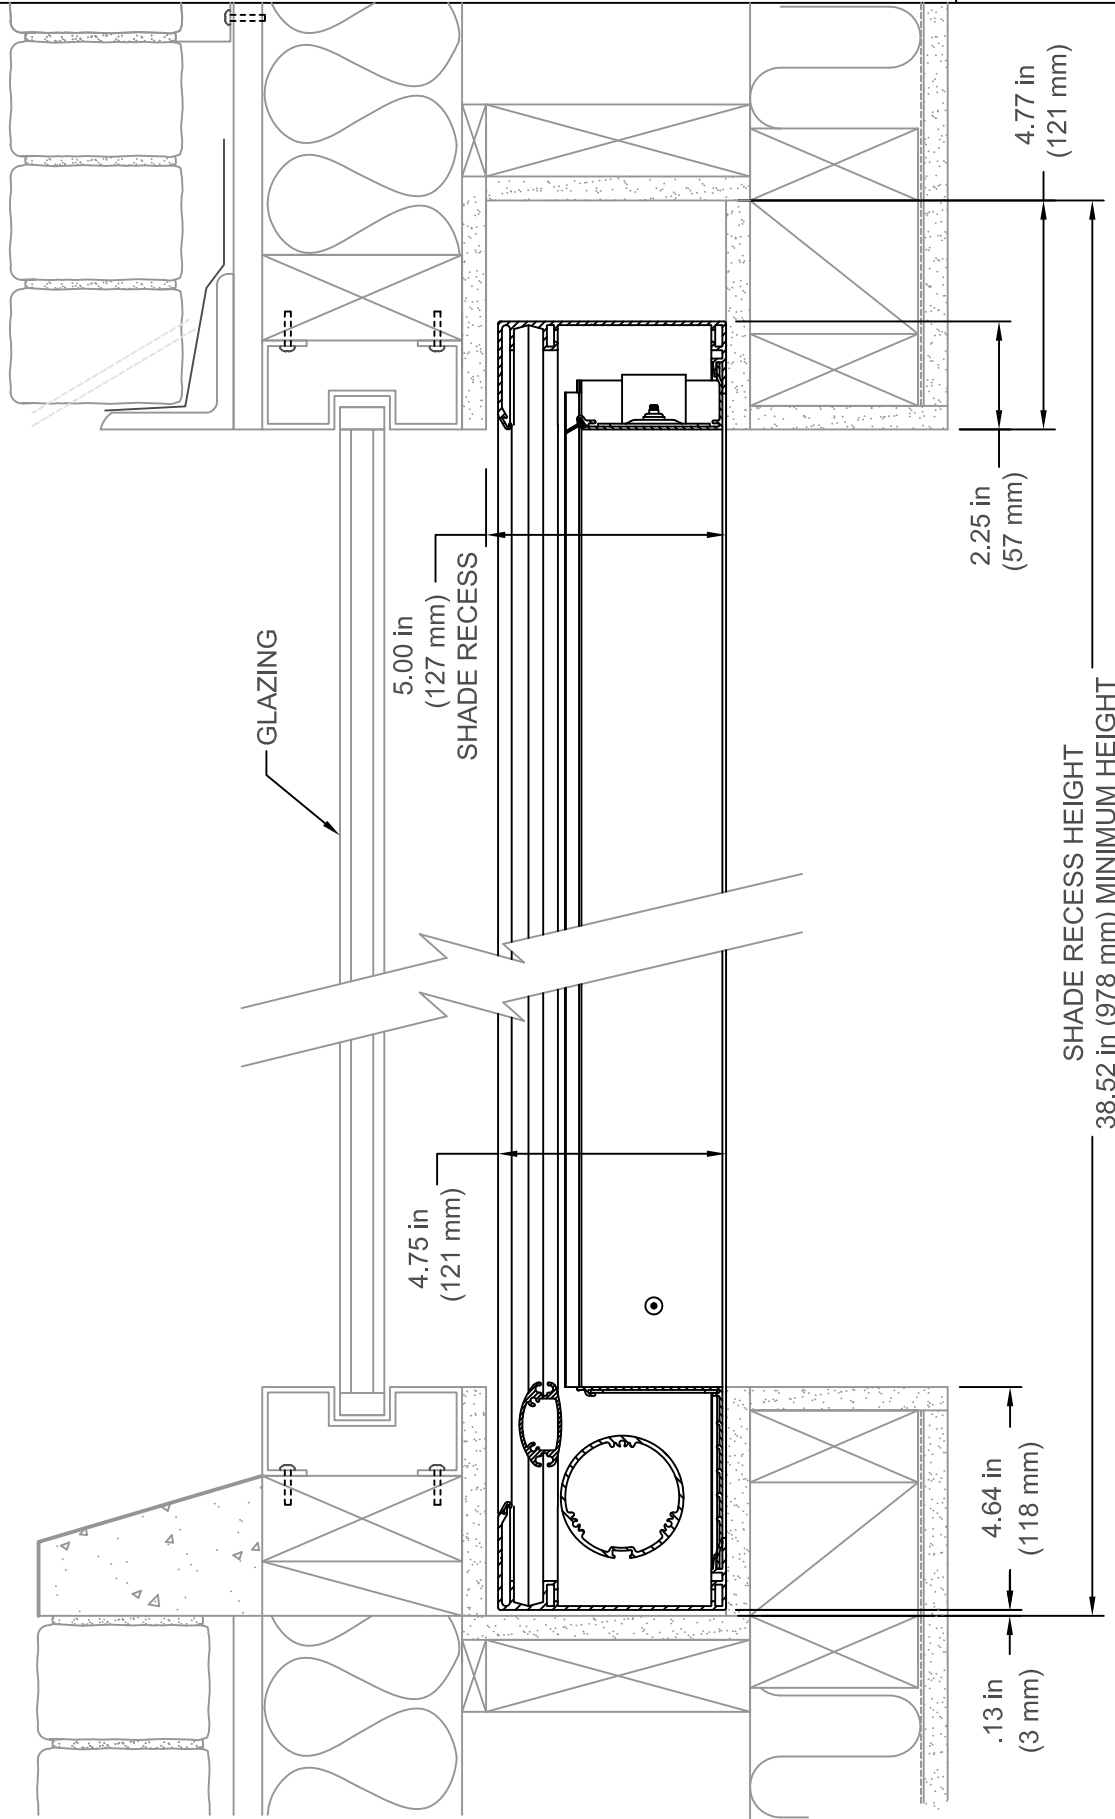 GLAZING
5.00 in
(127 mm)
SHADE RECESS
4.75 in
(121 mm)
4.77 in
(121 mm)
2.25 in
(57 mm)
SHADE RECESS HEIGHT
38.52 in (978 mm) MINIMUM HEIGHT
4.64 in
(118 mm)
.13 in
(3 mm)